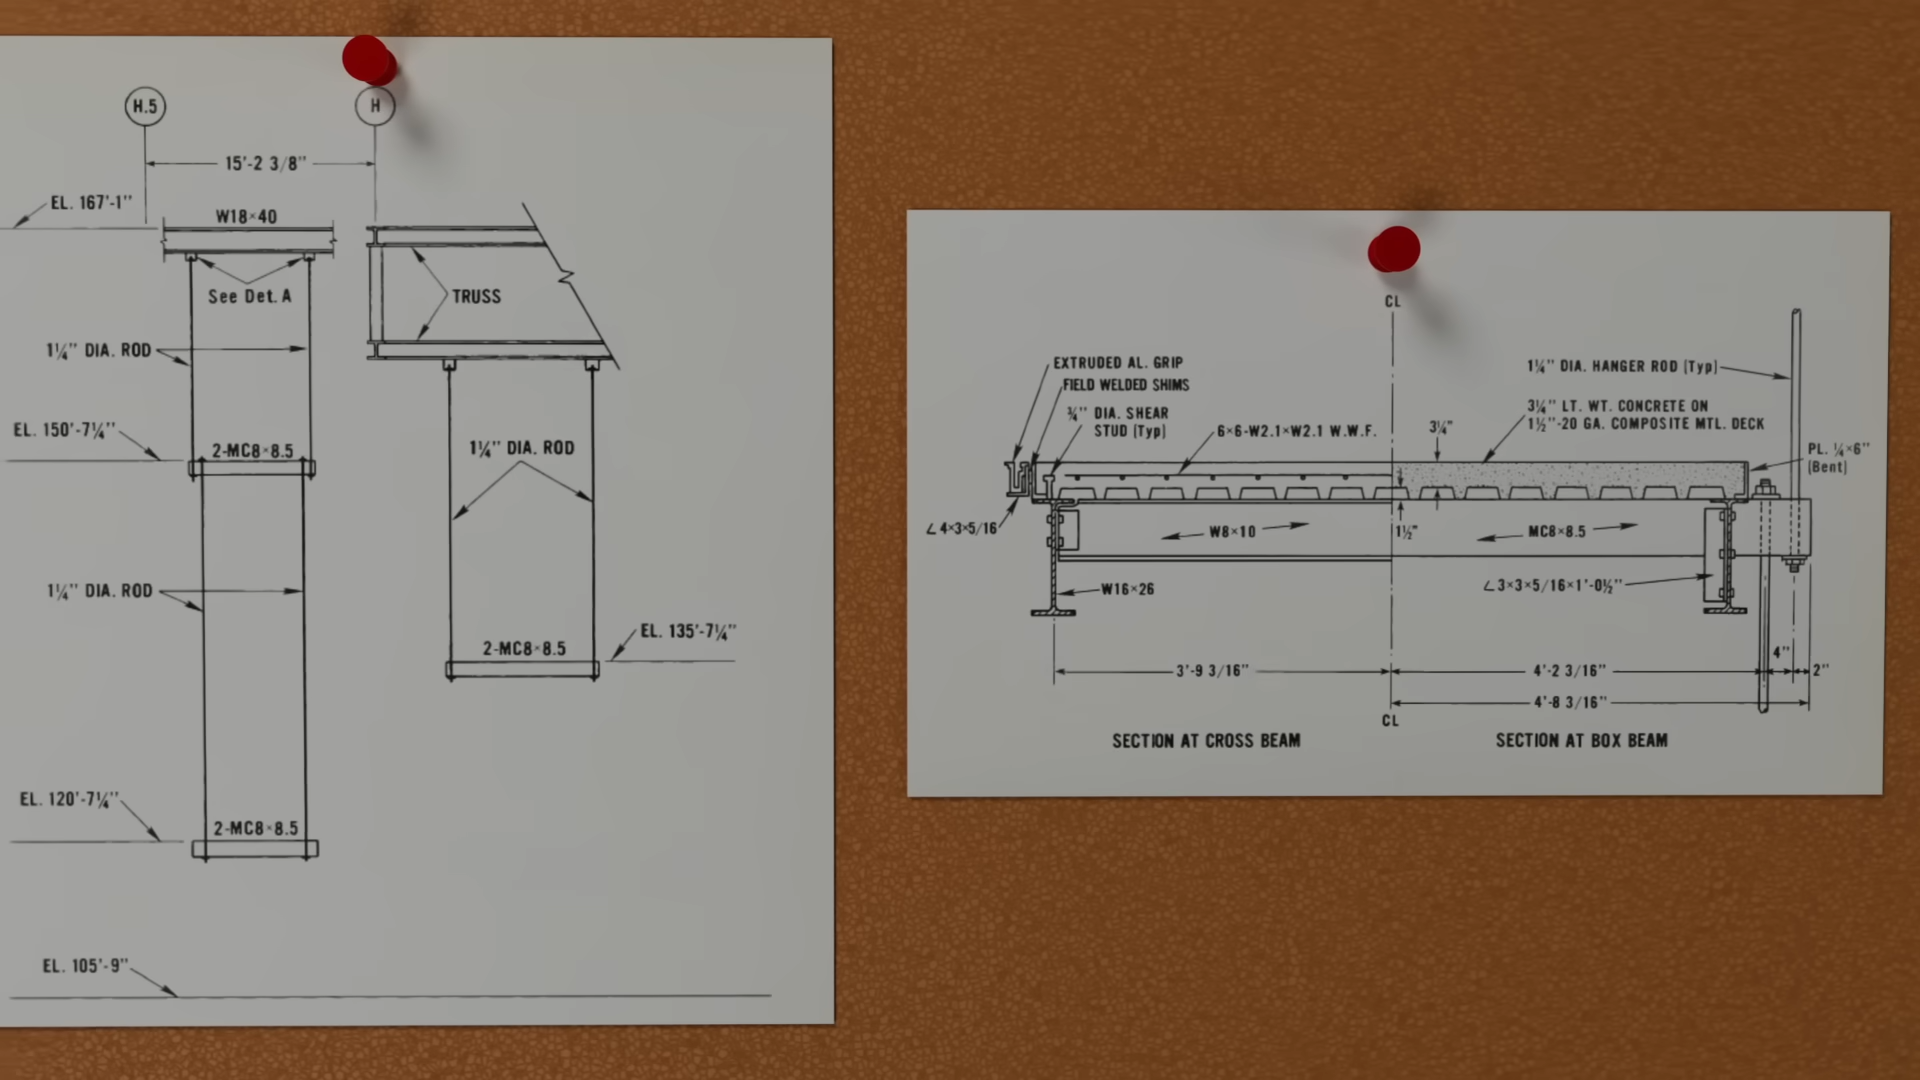 H.5
H
15'-2 3/8"
EL. 167'-1"
W18×40
See Det. A
TRUSS
1¼" DIA. ROD
EL. 150'-7¼"
2-MC8×8.5
1¼" DIA. ROD
1¼" DIA. ROD
EL. 135'-7¼"
2-MC8×8.5
EL. 120'-7¼"
2-MC8×8.5
EL. 105'-9"
CL
EXTRUDED AL. GRIP
FIELD WELDED SHIMS
¾" DIA. SHEAR
STUD (Typ)
6×6-W2.1×W2.1 W.W.F.
3¼"
1¼" DIA. HANGER ROD (Typ)
3¼" LT. WT. CONCRETE ON
1½"-20 GA. COMPOSITE MTL. DECK
PL. ¼×6"
(Bent)
∠4×3×5/16
W8×10
1½"
MC8×8.5
W16×26
∠3×3×5/16×1'-0½"
3'-9 3/16"
4'-2 3/16"
4"
2"
4'-8 3/16"
CL
SECTION AT CROSS BEAM
SECTION AT BOX BEAM